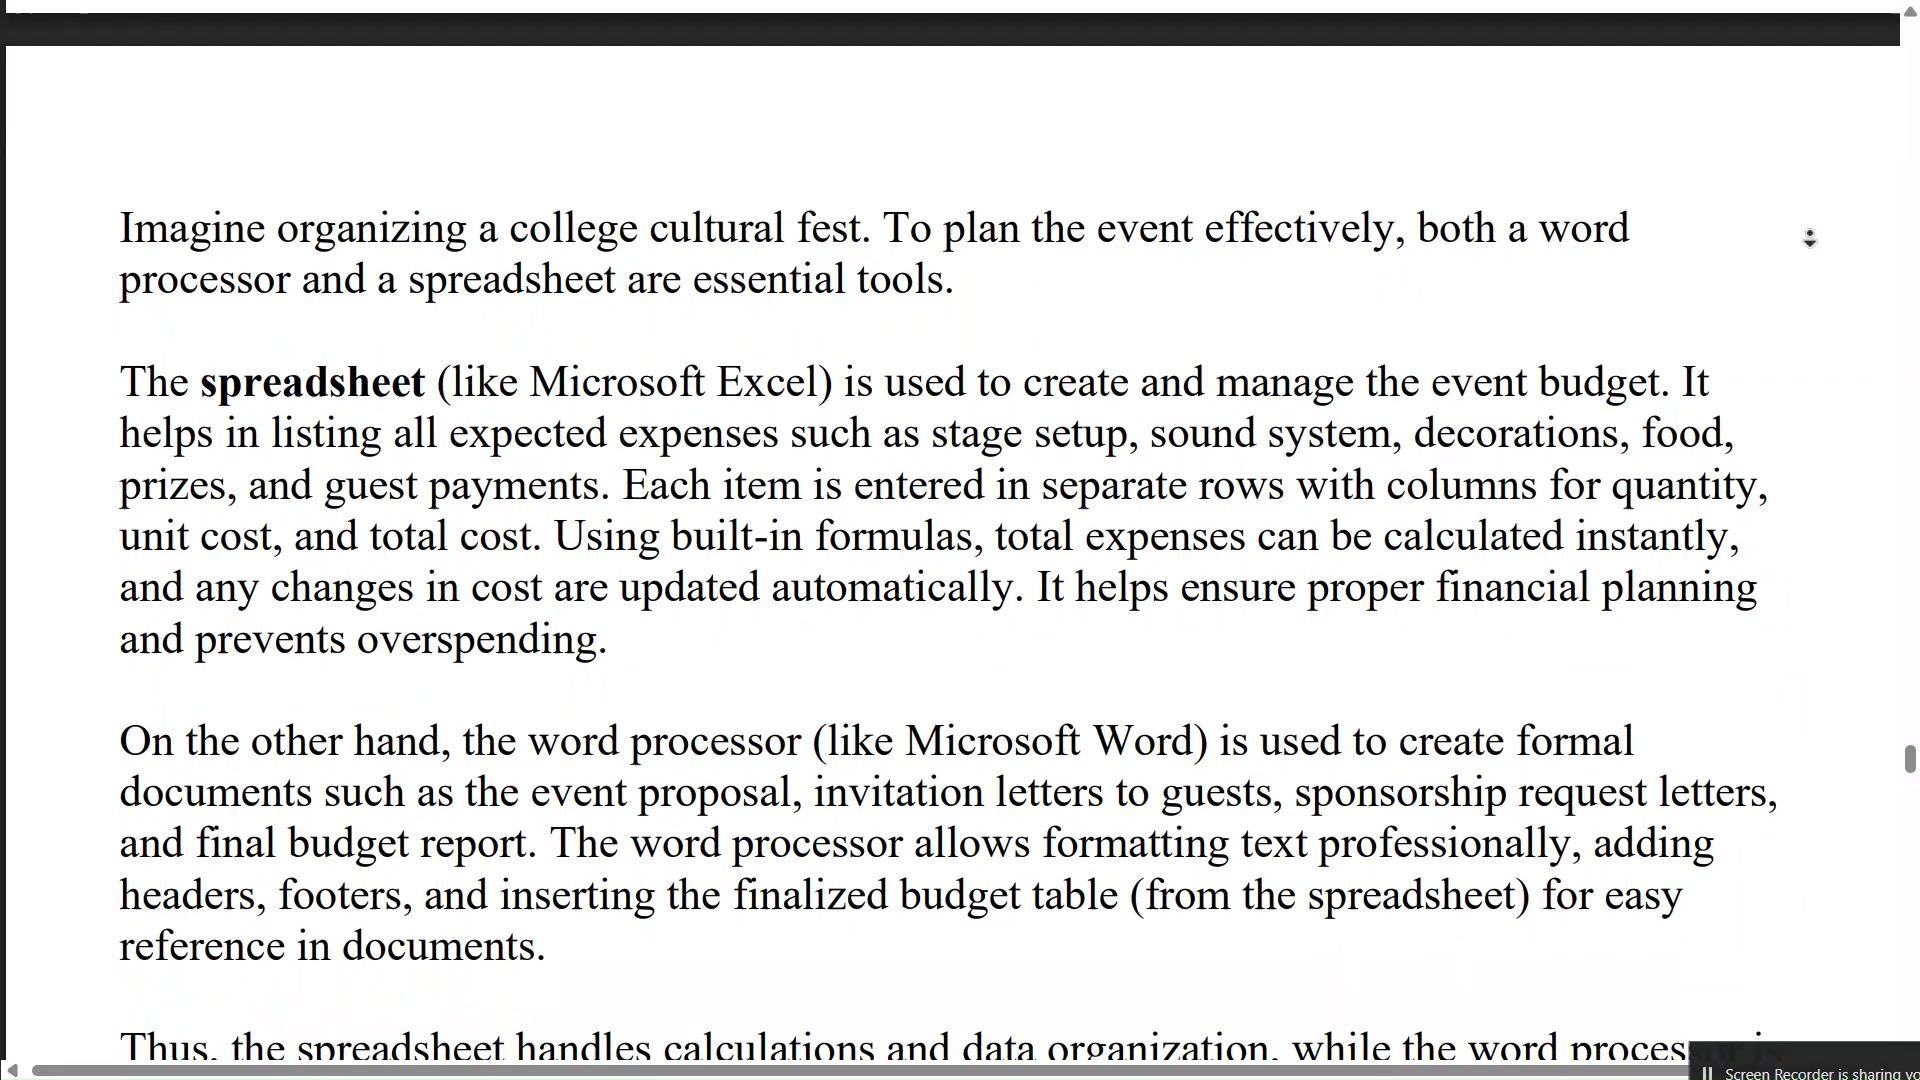 Imagine organizing a college cultural fest. To plan the event effectively, both a word
processor and a spreadsheet are essential tools.
The spreadsheet (like Microsoft Excel) is used to create and manage the event budget. It
helps in listing all expected expenses such as stage setup, sound system, decorations, food,
prizes, and guest payments. Each item is entered in separate rows with columns for quantity,
unit cost, and total cost. Using built-in formulas, total expenses can be calculated instantly,
and any changes in cost are updated automatically. It helps ensure proper financial planning
and prevents overspending.
On the other hand, the word processor (like Microsoft Word) is used to create formal
documents such as the event proposal, invitation letters to guests, sponsorship request letters,
and final budget report. The word processor allows formatting text professionally, adding
headers, footers, and inserting the finalized budget table (from the spreadsheet) for easy
reference in documents.
Thus, the spreadsheet handles calculations and data organization, while the word processor is
Screen Recorder is sharing yo